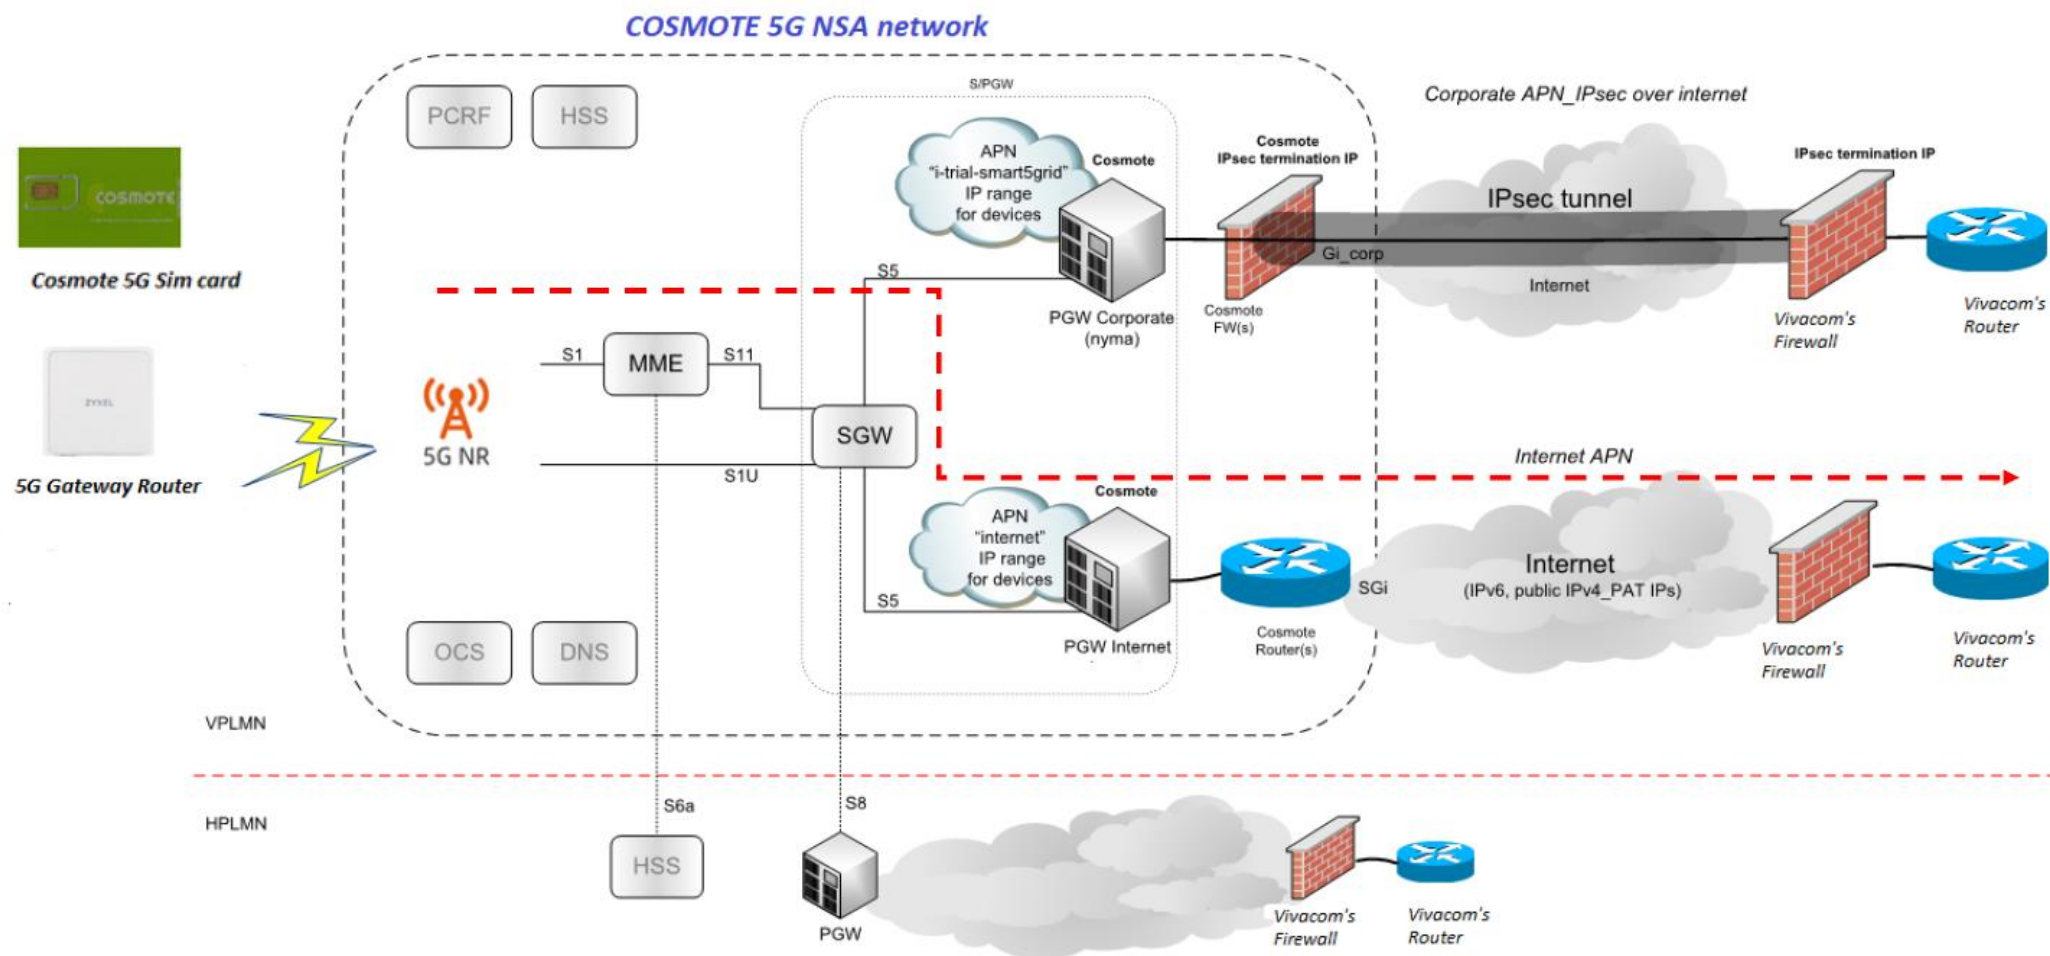 COSMOTE 5G NSA network
PCRF
HSS
S/PGW
Corporate APN_IPsec over internet
COSMOTE
Cosmote 5G Sim card
APN
"i-trial-smart5grid"
IP range
for devices
Cosmote
Cosmote
IPsec termination IP
IPsec termination IP
IPsec tunnel
Gi_corp
Internet
S5
PGW Corporate
(nyma)
Cosmote
FW(s)
Vivacom's
Firewall
Vivacom's
Router
ZYXEL
5G Gateway Router
5G NR
S1
MME
S11
SGW
S1U
Internet APN
APN
"internet"
IP range
for devices
Cosmote
S5
PGW Internet
Cosmote
Router(s)
SGi
Internet
(IPv6, public IPv4_PAT IPs)
Vivacom's
Firewall
Vivacom's
Router
OCS
DNS
VPLMN
HPLMN
S6a
S8
HSS
PGW
Vivacom's
Firewall
Vivacom's
Router